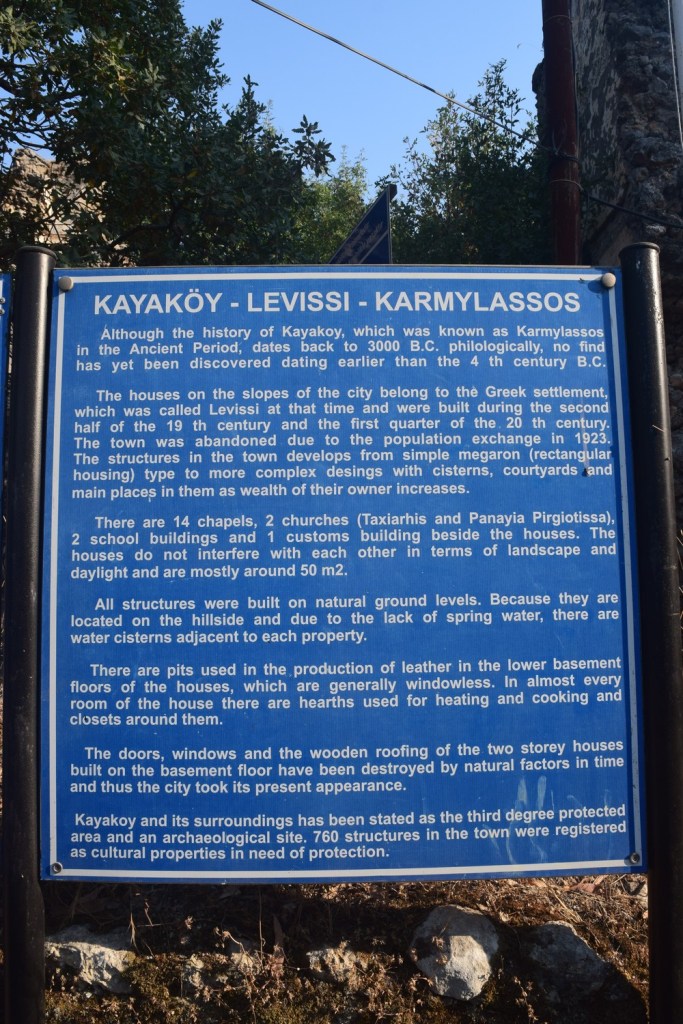 KAYAKÖY - LEVISSI - KARMYLASSOS
Although the history of Kayakoy, which was known as Karmylassos
in the Ancient Period, dates back to 3000 B.C. philologically, no find
has yet been discovered dating earlier than the 4 th century B.C.
The houses on the slopes of the city belong to the Greek settlement,
which was called Levissi at that time and were built during the second
half of the 19 th century and the first quarter of the 20 th century.
The town was abandoned due to the population exchange in 1923.
The structures in the town develops from simple megaron (rectangular
housing) type to more complex desings with cisterns, courtyards and
main places in them as wealth of their owner increases.
There are 14 chapels, 2 churches (Taxiarhis and Panayia Pirgiotissa),
2 school buildings and 1 customs building beside the houses. The
houses do not interfere with each other in terms of landscape and
daylight and are mostly around 50 m2.
All structures were built on natural ground levels. Because they are
located on the hillside and due to the lack of spring water, there are
water cisterns adjacent to each property.
There are pits used in the production of leather in the lower basement
floors of the houses, which are generally windowless. In almost every
room of the house there are hearths used for heating and cooking and
closets around them.
The doors, windows and the wooden roofing of the two storey houses
built on the basement floor have been destroyed by natural factors in time
and thus the city took its present appearance.
Kayakoy and its surroundings has been stated as the third degree protected
area and an archaeological site. 760 structures in the town were registered
as cultural properties in need of protection.